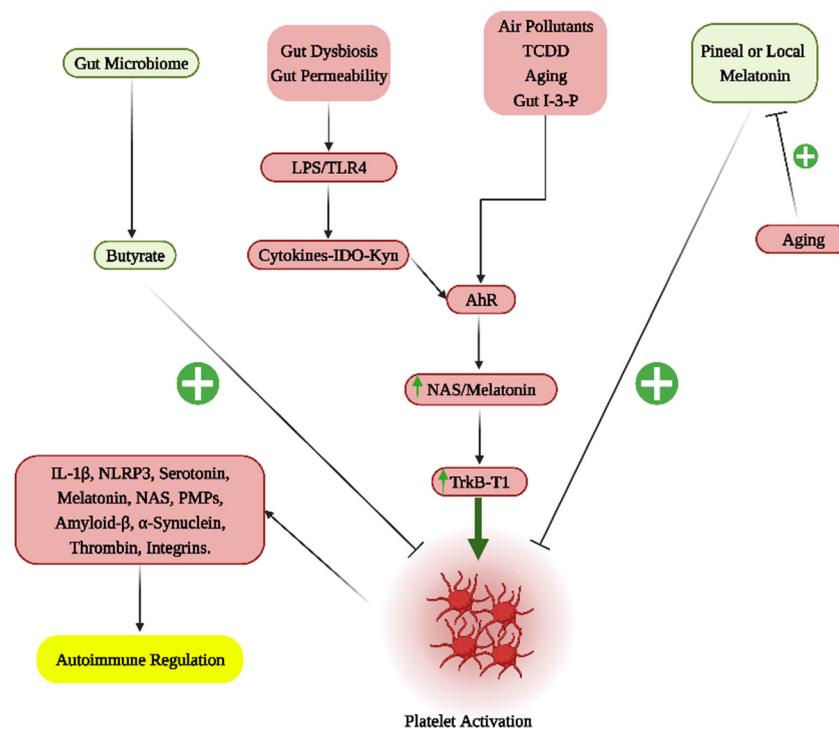 Gut Microbiome
Gut Dysbiosis
Gut Permeability
Air Pollutants
TCDD
Aging
Gut I-3-P
Pineal or Local
Melatonin
LPS/TLR4
Aging
Butyrate
Cytokines-IDO-Kyn
AhR
NAS/Melatonin
TrkB-T1
IL-1β, NLRP3, Serotonin,
Melatonin, NAS, PMPs,
Amyloid-β, α-Synuclein,
Thrombin, Integrins.
Autoimmune Regulation
Platelet Activation